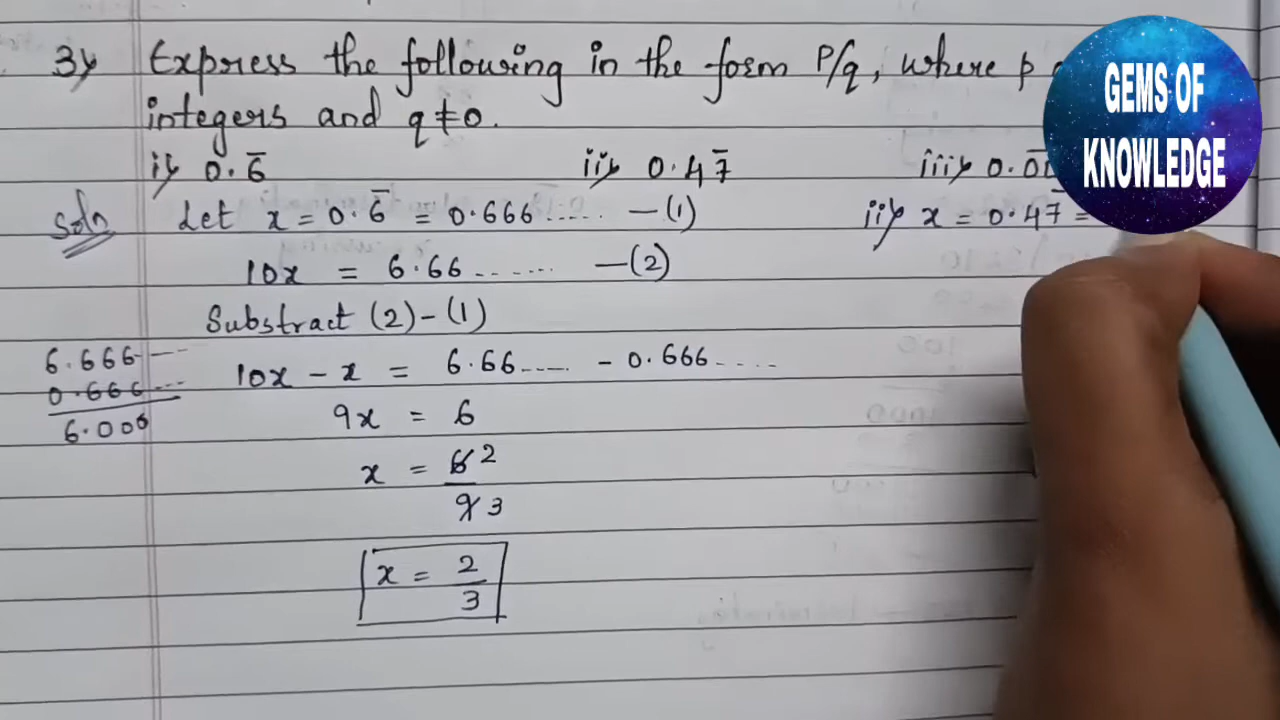 3) Express the following in the form P/q, where p
integers and q ≠ 0.
i) 0.6̅ ii) 0.47̅ iii) 0.0̅
Soln Let x = 0.6̅ = 0.666...... —(1)
10x = 6.66........ —(2)
Substract (2) - (1)
10x - x = 6.66..... - 0.666....
9x = 6
x = 6 2
9 3
x = 2
3
6.666---
0.666...
6.000
ii) x = 0.47̅ =
GEMS OF
KNOWLEDGE